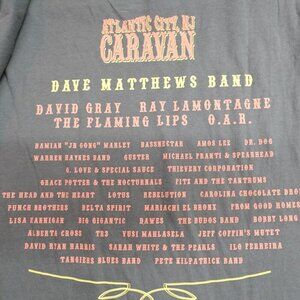 ATLANTIC CITY, NJ
CARAVAN
DAVE MATTHEWS BAND
DAVID GRAY RAY LAMONTAGNE
THE FLAMING LIPS O.A.R.
DAMIAN "JR GONG" MARLEY BASSNECTAR AMOS LEE DR. DOG
WARREN HAYNES BAND GUSTER MICHAEL FRANTI & SPEARHEAD
G. LOVE & SPECIAL SAUCE THIEVERY CORPORATION
GRACE POTTER & THE NOCTURNALS FITZ AND THE TANTRUMS
THE HEAD AND THE HEART LOTUS REBELUTION CAROLINA CHOCOLATE DRO
PUNCH BROTHERS DELTA SPIRIT MARIACHI EL BRONX FROM GOOD HOMES
LISA HANNIGAN BIG GIGANTIC DAWES THE BUDOS BAND BOBBY LONG
ALBERTA CROSS TR3 YUSI MAHLASELA JEFF COFFIN'S MUTET
DAVID RYAN HARRIS SARAH WHITE & THE PEARLS ILO FERREIRA
TANGIERS BLUES BAND PETE KILPATRICK BAND